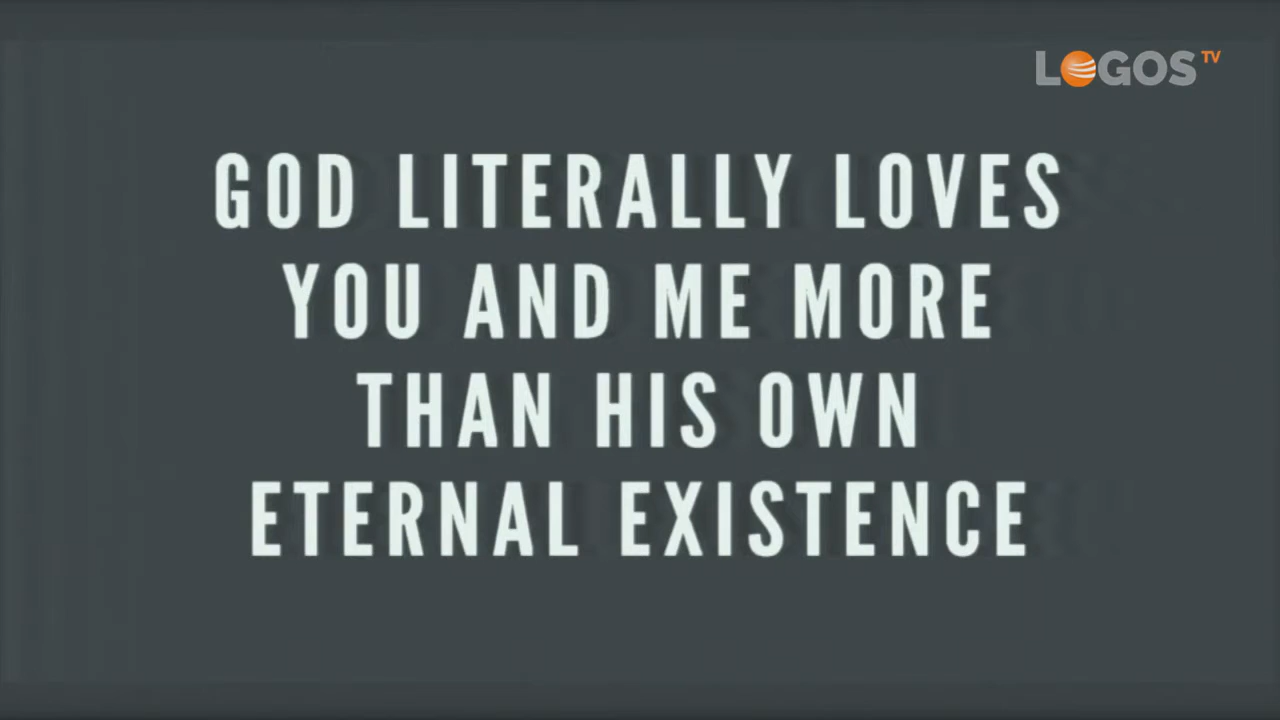 LOGOS TV
GOD LITERALLY LOVES
YOU AND ME MORE
THAN HIS OWN
ETERNAL EXISTENCE